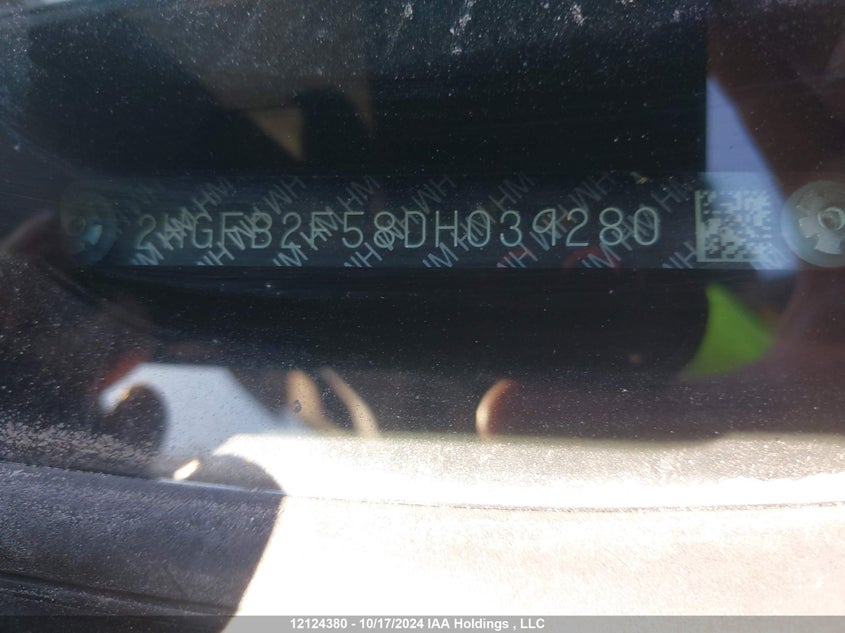 2HGFB2F58DH039280
12124380 - 10/17/2024 IAA Holdings , LLC